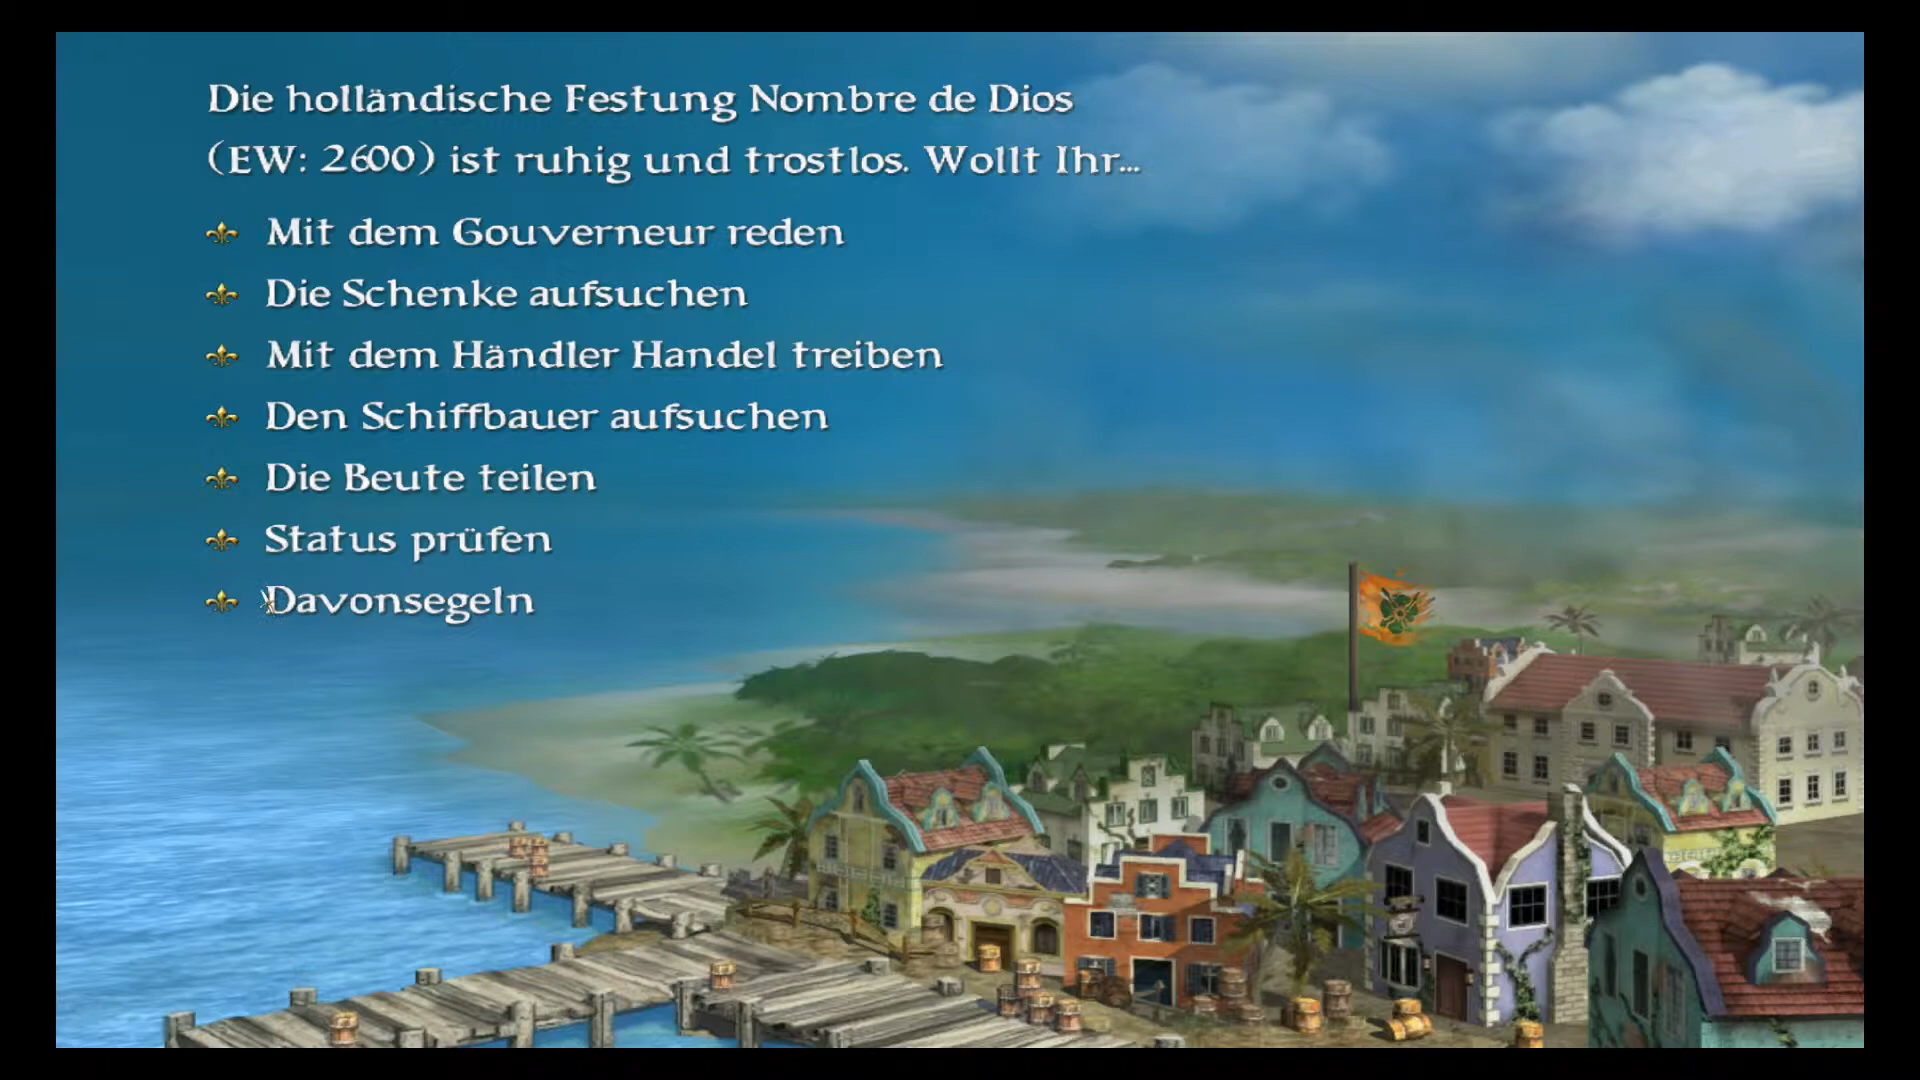 Die holländische Festung Nombre de Dios
(EW: 2600) ist ruhig und trostlos. Wollt Ihr...
Mit dem Gouverneur reden
Die Schenke aufsuchen
Mit dem Händler Handel treiben
Den Schiffbauer aufsuchen
Die Beute teilen
Status prüfen
Davonsegeln